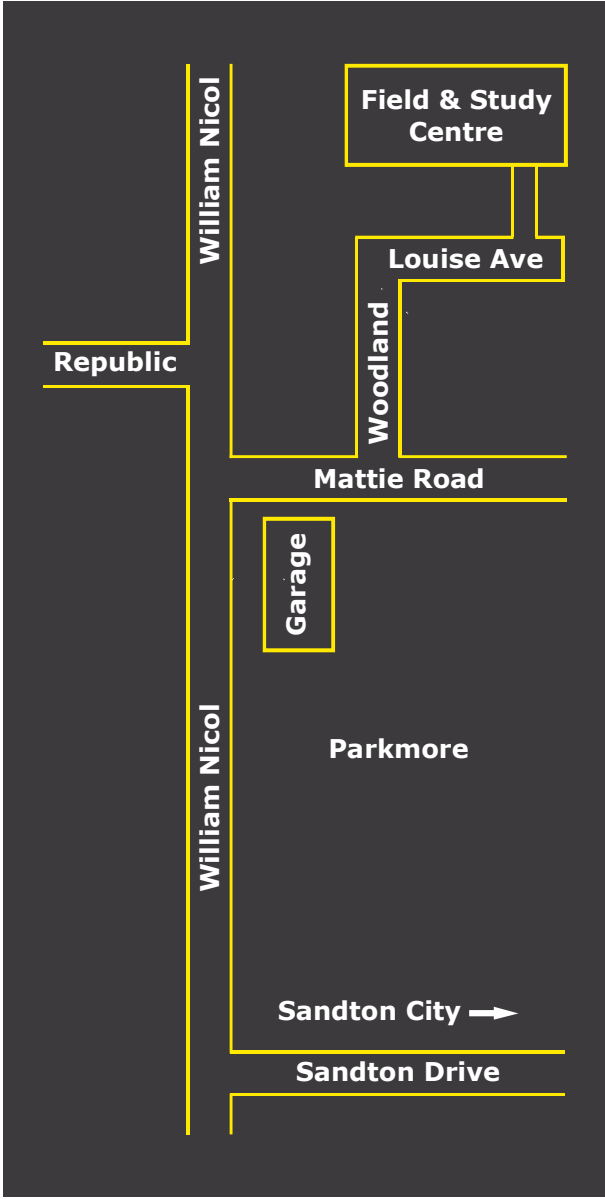 William Nicol
Field & Study
Centre
Louise Ave
Woodland
Republic
Mattie Road
Garage
William Nicol
Parkmore
Sandton City
Sandton Drive